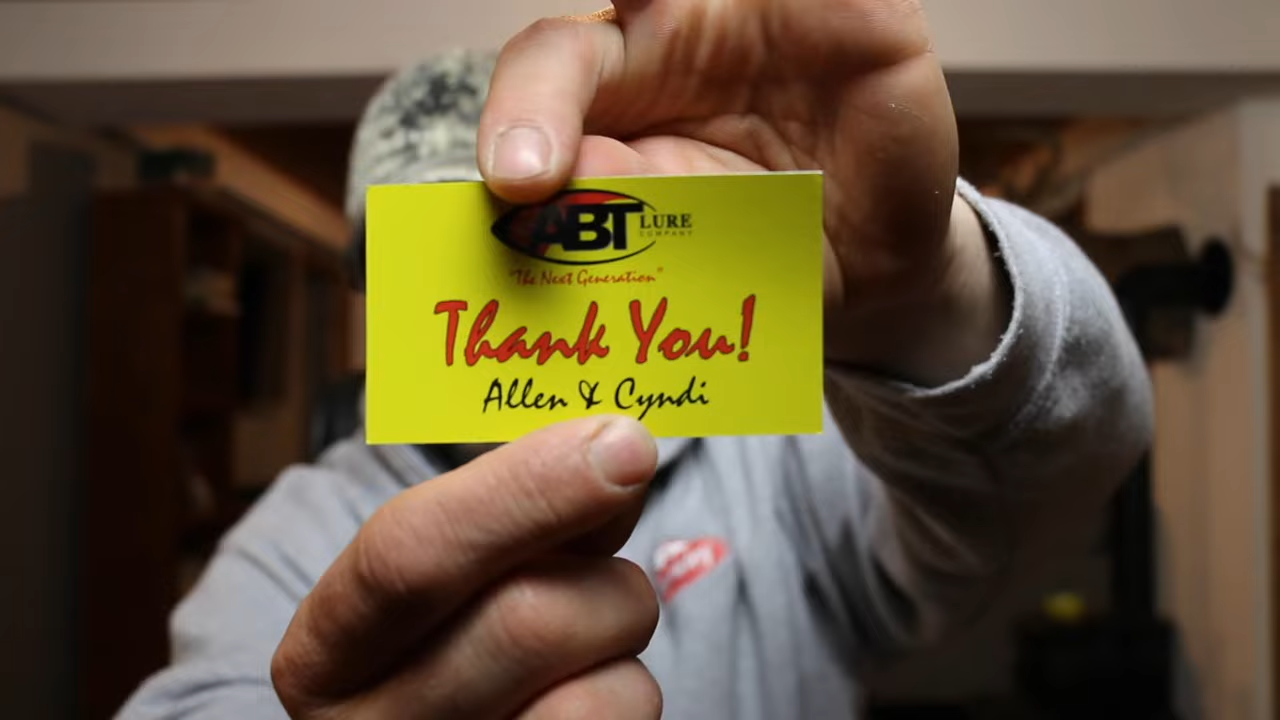 ABT LURE
COMPANY
"The Next Generation"
Thank You!
Allen & Cyndi